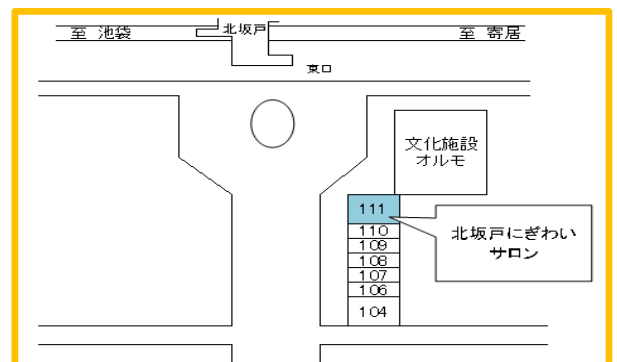 至 池袋
北坂戸
至 寄居
東口
文化施設
オルモ
111
北坂戸にぎわい
サロン
110
109
108
107
106
104